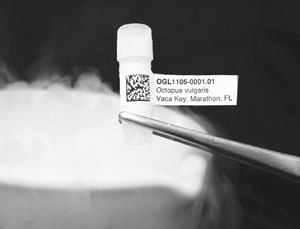 OGL1105-0001.01
Octopus vulgaris
Vaca Key, Marathon, FL